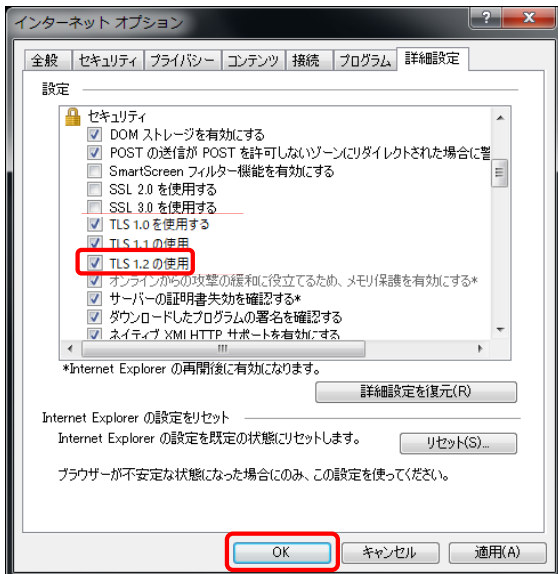 インターネット オプション
全般 セキュリティ プライバシー コンテンツ 接続 プログラム 詳細設定
設定
セキュリティ
DOM ストレージを有効にする
POST の送信が POST を許可しないゾーンにリダイレクトされた場合に警
SmartScreen フィルター機能を有効にする
SSL 2.0 を使用する
SSL 3.0 を使用する
TLS 1.0 を使用する
TLS 1.1 の使用
TLS 1.2 の使用
オンラインからの攻撃の緩和に役立てるため、メモリ保護を有効にする*
サーバーの証明書失効を確認する*
ダウンロードしたプログラムの署名を確認する
ネイティブ XMLHTTP サポートを有効にする
*Internet Explorer の再開後に有効になります。
詳細設定を復元(R)
Internet Explorer の設定をリセット
Internet Explorer の設定を既定の状態にリセットします。
リセット(S)...
ブラウザーが不安定な状態になった場合にのみ、この設定を使ってください。
OK キャンセル 適用(A)